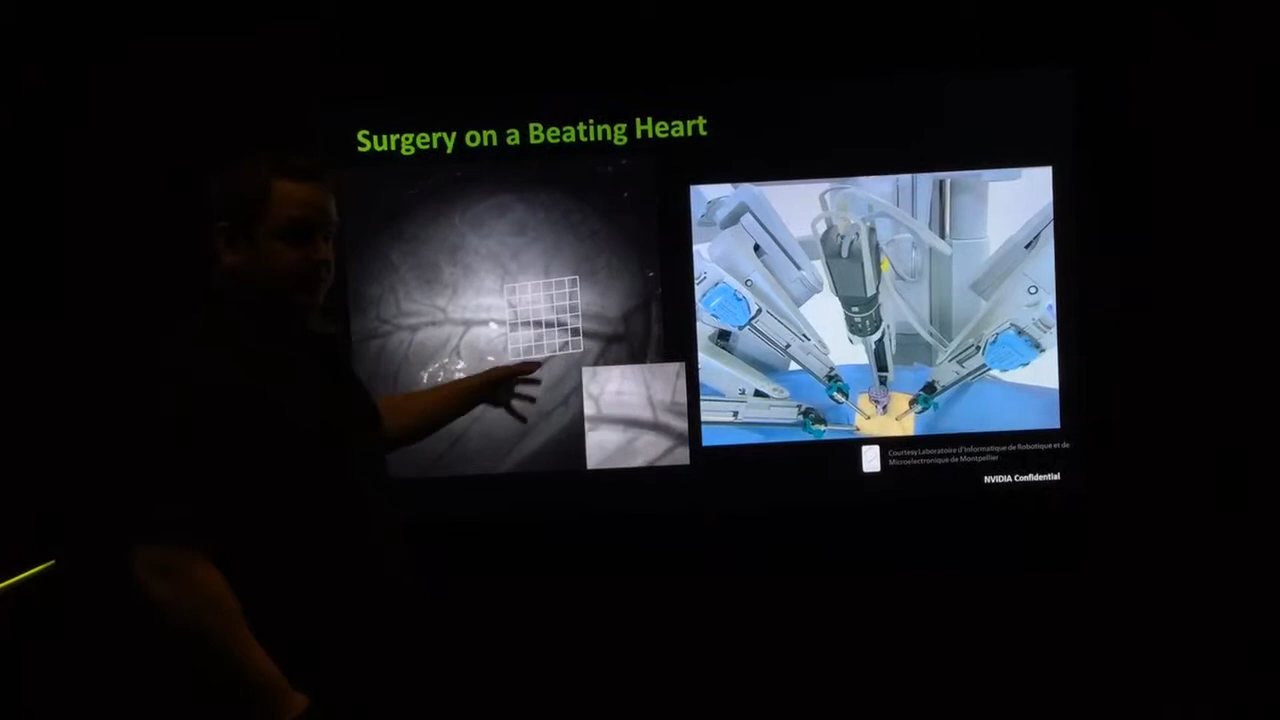 Surgery on a Beating Heart
Courtesy Laboratoire d'Informatique de Robotique et de
Microelectronique de Montpellier
NVIDIA Confidential